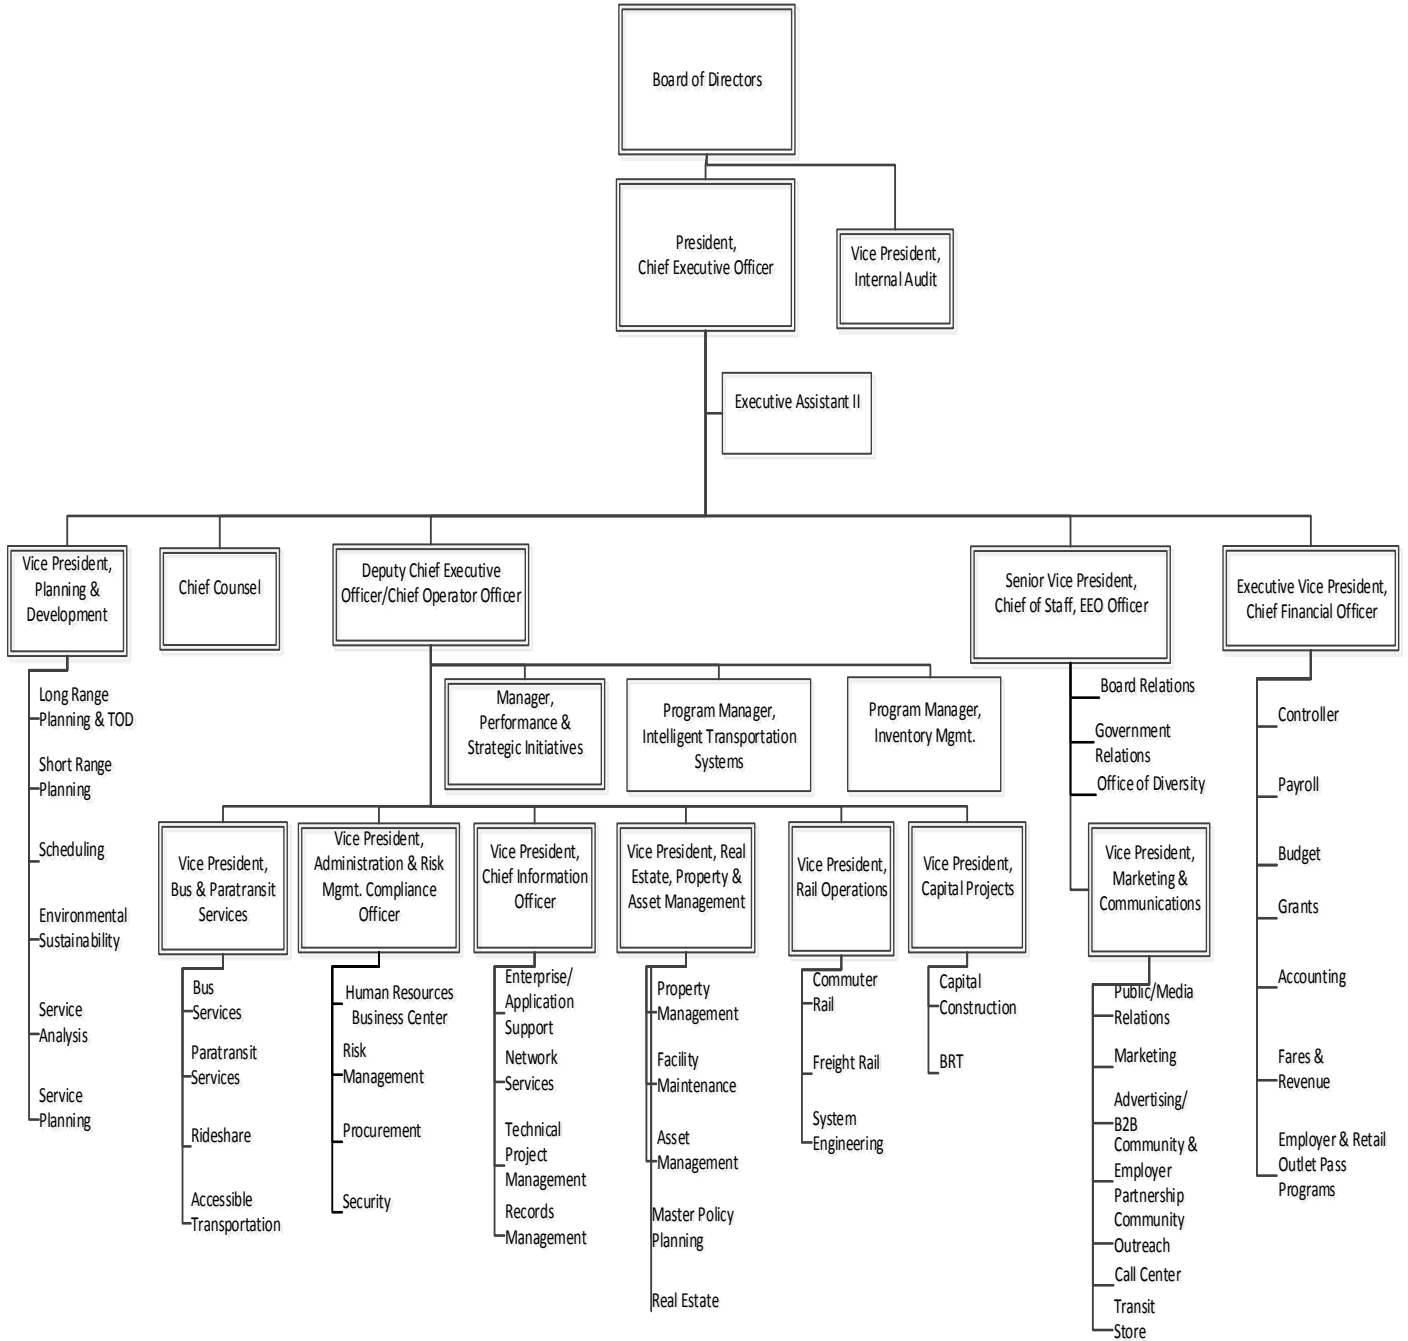 Board of Directors
President,
Chief Executive Officer
Vice President,
Internal Audit
Executive Assistant II
Vice President,
Planning &
Development
Chief Counsel
Deputy Chief Executive
Officer/Chief Operator Officer
Senior Vice President,
Chief of Staff, EEO Officer
Executive Vice President,
Chief Financial Officer
Long Range
Planning & TOD
Short Range
Planning
Scheduling
Environmental
Sustainability
Service
Analysis
Service
Planning
Manager,
Performance &
Strategic Initiatives
Program Manager,
Intelligent Transportation
Systems
Program Manager,
Inventory Mgmt.
Board Relations
Government
Relations
Office of Diversity
Controller
Payroll
Budget
Grants
Accounting
Fares &
Revenue
Employer & Retail
Outlet Pass
Programs
Vice President,
Bus & Paratransit
Services
Vice President,
Administration & Risk
Mgmt. Compliance
Officer
Vice President,
Chief Information
Officer
Vice President, Real
Estate, Property &
Asset Management
Vice President,
Rail Operations
Vice President,
Capital Projects
Vice President,
Marketing &
Communications
Bus
Services
Paratransit
Services
Rideshare
Accessible
Transportation
Human Resources
Business Center
Risk
Management
Procurement
Security
Enterprise/
Application
Support
Network
Services
Technical
Project
Management
Records
Management
Property
Management
Facility
Maintenance
Asset
Management
Master Policy
Planning
Real Estate
Commuter
Rail
Freight Rail
System
Engineering
Capital
Construction
BRT
Public/Media
Relations
Marketing
Advertising/
B2B
Community &
Employer
Partnership
Community
Outreach
Call Center
Transit
Store